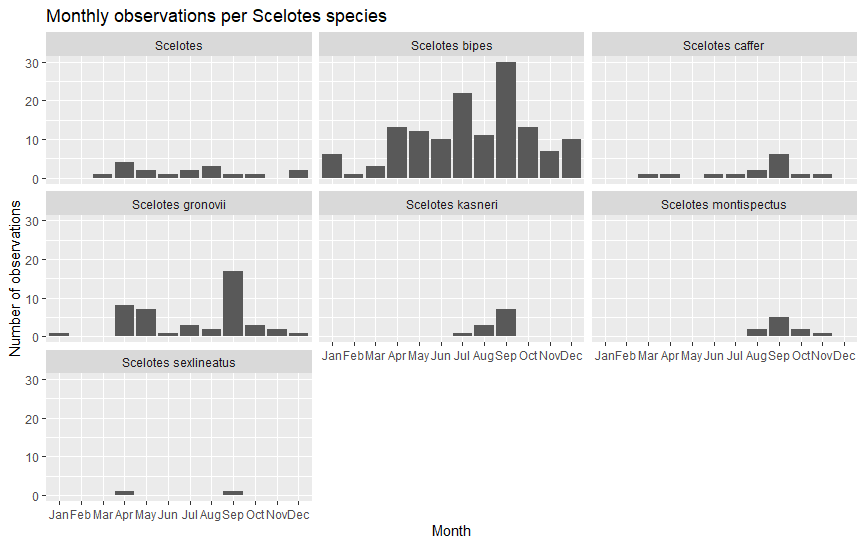 Monthly observations per Scelotes species
Scelotes
Scelotes bipes
Scelotes caffer
30
20
10
0
Scelotes gronovii
Scelotes kasneri
Scelotes montispectus
30
20
10
0
Jan Feb Mar Apr May Jun Jul Aug Sep Oct Nov Dec
Jan Feb Mar Apr May Jun Jul Aug Sep Oct Nov Dec
Scelotes sexlineatus
30
20
10
0
Jan Feb Mar Apr May Jun Jul Aug Sep Oct Nov Dec
Number of observations
Month